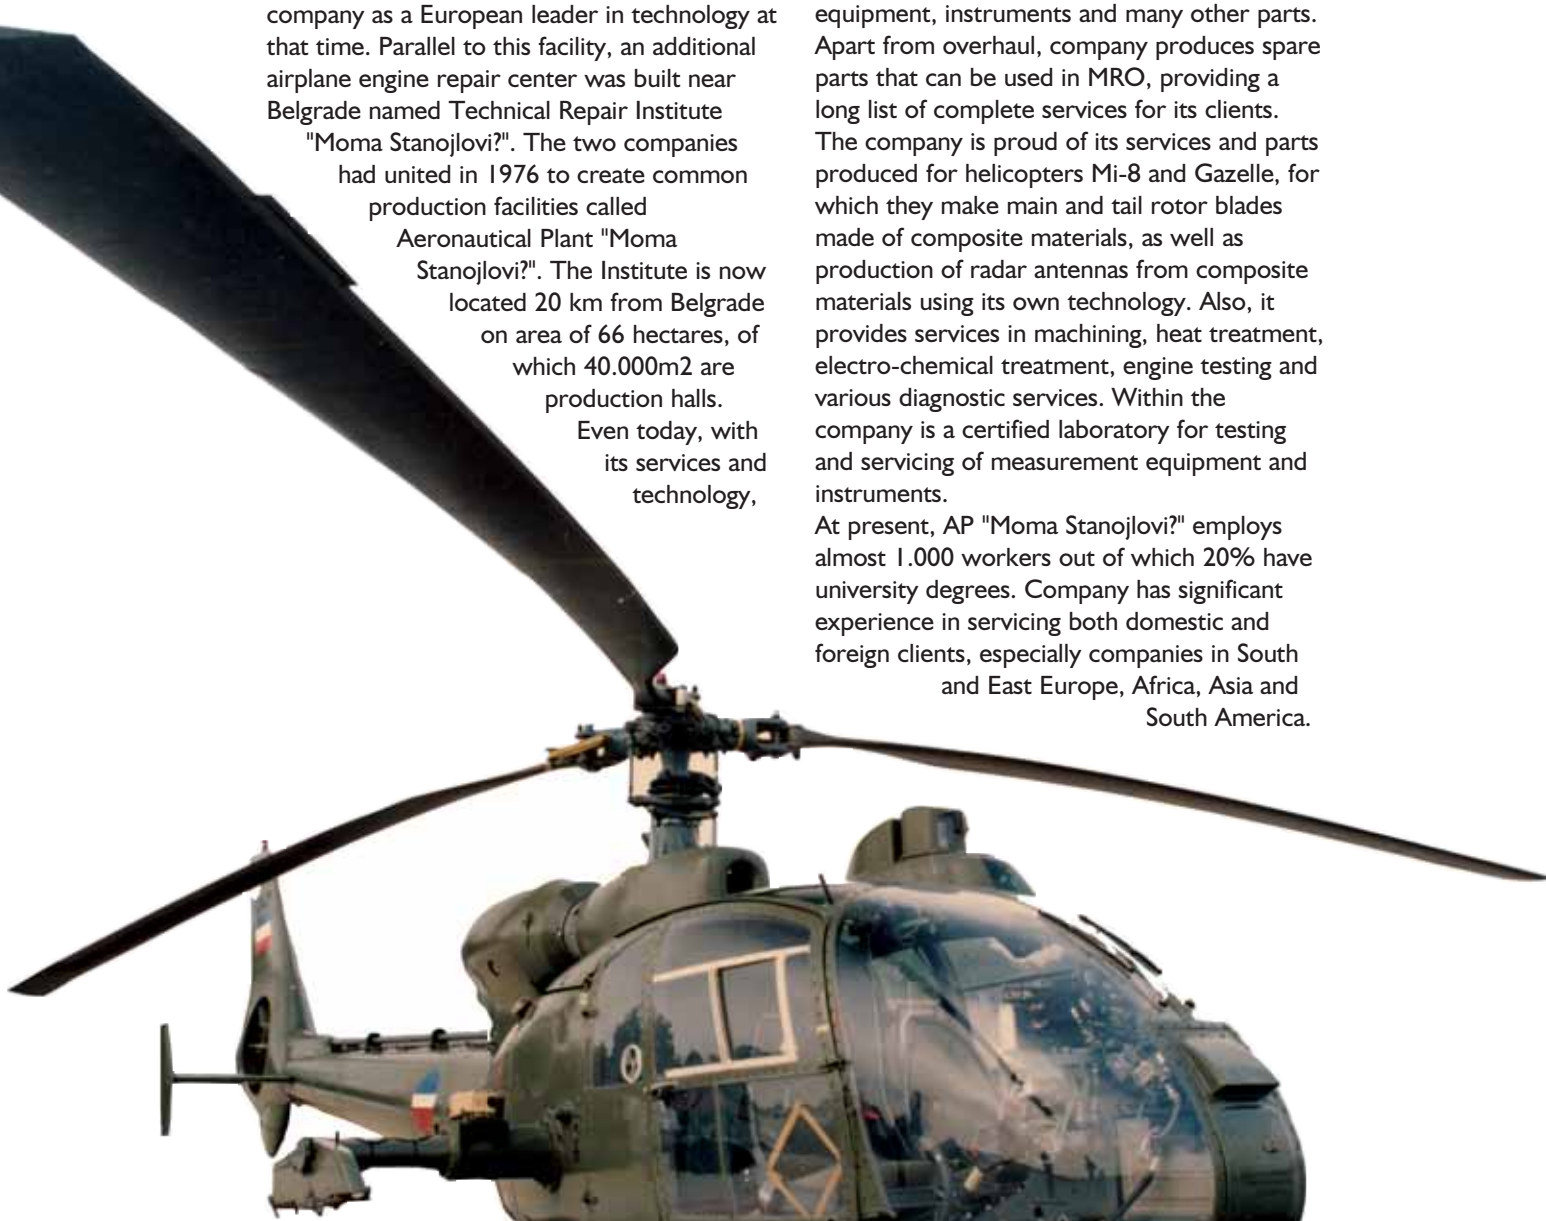 company as a European leader in technology at
that time. Parallel to this facility, an additional
airplane engine repair center was built near
Belgrade named Technical Repair Institute
"Moma Stanojlovi?". The two companies
had united in 1976 to create common
production facilities called
Aeronautical Plant "Moma
Stanojlovi?". The Institute is now
located 20 km from Belgrade
on area of 66 hectares, of
which 40.000m2 are
production halls.
Even today, with
its services and
technology,
equipment, instruments and many other parts.
Apart from overhaul, company produces spare
parts that can be used in MRO, providing a
long list of complete services for its clients.
The company is proud of its services and parts
produced for helicopters Mi-8 and Gazelle, for
which they make main and tail rotor blades
made of composite materials, as well as
production of radar antennas from composite
materials using its own technology. Also, it
provides services in machining, heat treatment,
electro-chemical treatment, engine testing and
various diagnostic services. Within the
company is a certified laboratory for testing
and servicing of measurement equipment and
instruments.
At present, AP "Moma Stanojlovi?" employs
almost 1.000 workers out of which 20% have
university degrees. Company has significant
experience in servicing both domestic and
foreign clients, especially companies in South
and East Europe, Africa, Asia and
South America.